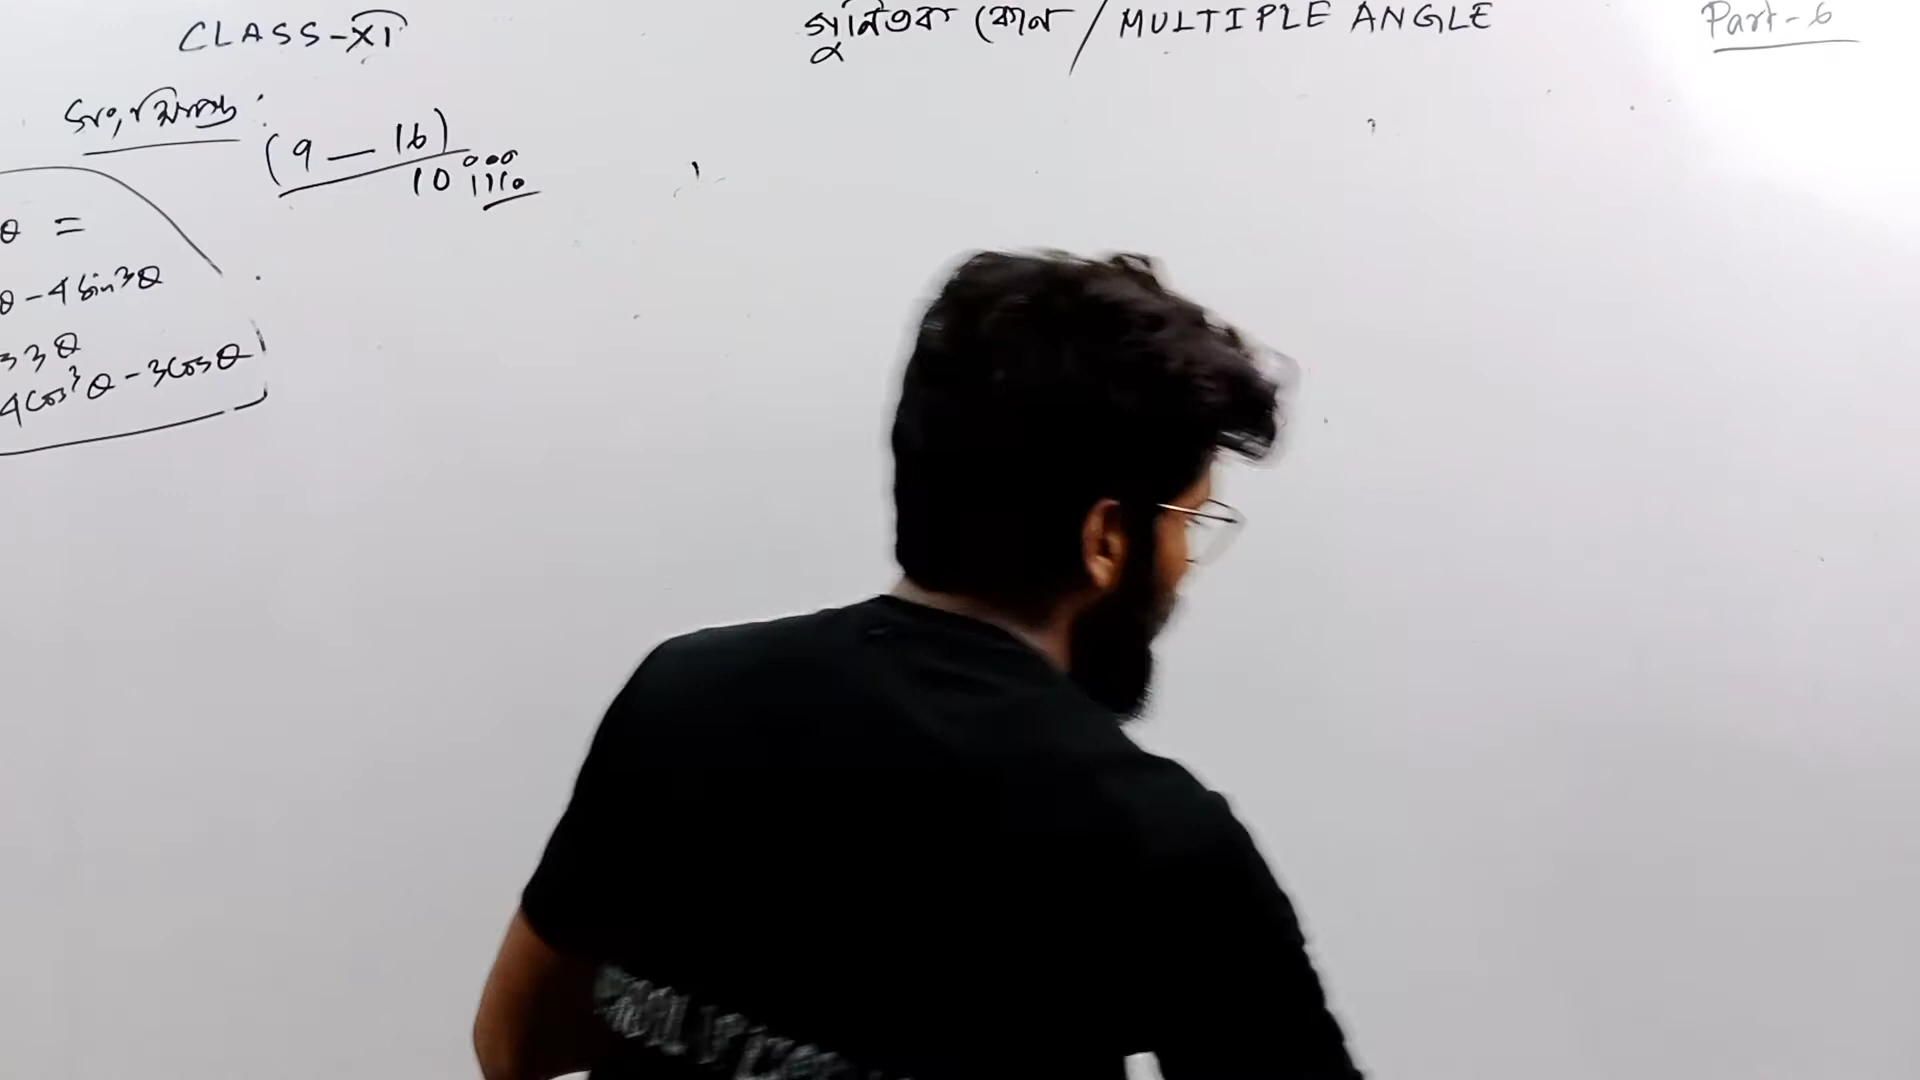 CLASS-XI
গুণিতক কোণ / MULTIPLE ANGLE
Part-6
(9 — 16)
10
θ =
θ - 4 sin³θ
3θ
4cos³θ - 3cosθ